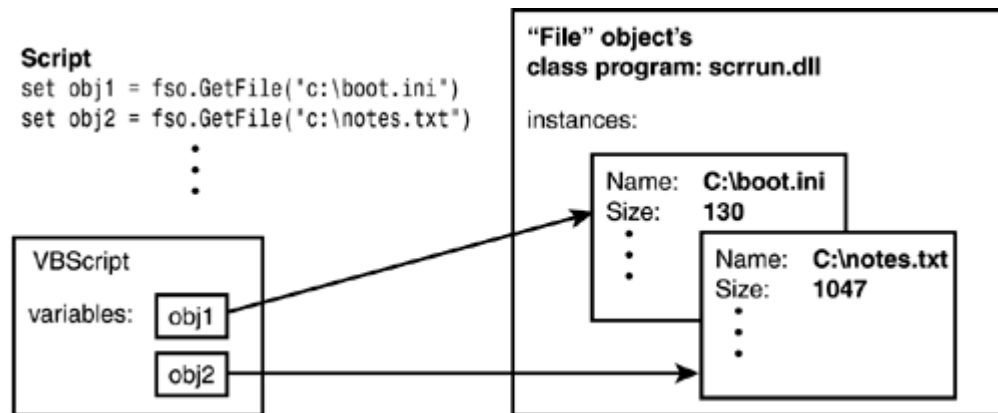 Script
set obj1 = fso.GetFile("c:\boot.ini")
set obj2 = fso.GetFile("c:\notes.txt")
VBScript
variables:
obj1
obj2
“File” object’s
class program: scrrun.dll
instances:
Name: C:\boot.ini
Size: 130
Name: C:\notes.txt
Size: 1047